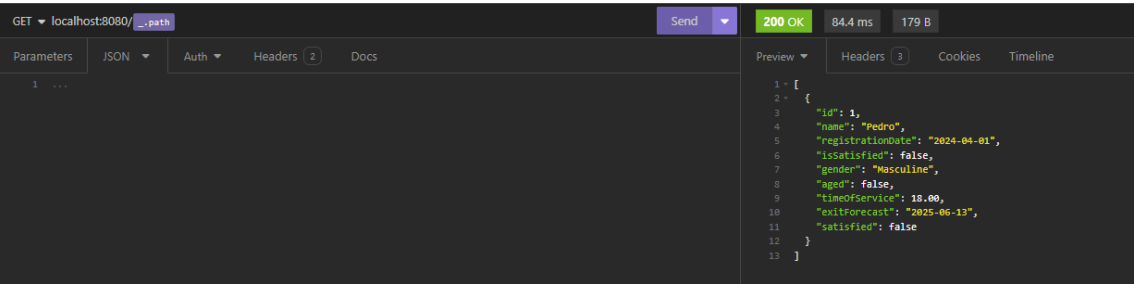 GET localhost:8080/ _.path Send 200 OK 84.4 ms 179 B
Parameters JSON Auth Headers 2 Docs Preview Headers 3 Cookies Timeline
1 ...
1 [
2 {
3 "id": 1,
4 "name": "Pedro",
5 "registrationDate": "2024-04-01",
6 "isSatisfied": false,
7 "gender": "Masculine",
8 "aged": false,
9 "timeOfService": 18.00,
10 "exitForecast": "2025-06-13",
11 "satisfied": false
12 }
13 ]